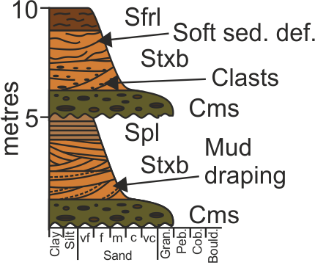 10
Sfrl
Soft sed. def.
Stxb
Clasts
Cms
metres
5
Spl
Stxb
Mud
draping
Cms
Clay
Silt
vf
f
m
c
vc
Gran.
Peb.
Cob.
Bould.
Sand